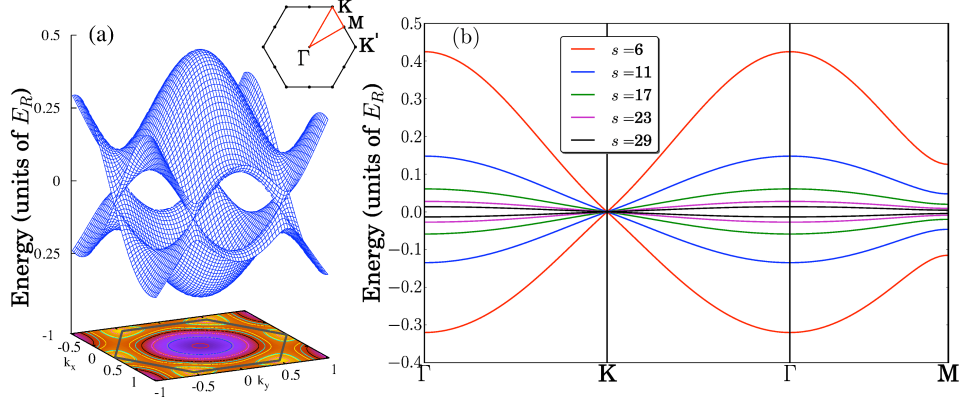 (a)
K
M
K'
Γ
Energy (units of E_R)
0.5
0.25
0
0.25
-1
-0.5
0
0.5
1
k_x
-1
-0.5
0
k_y
0.5
1
(b)
Energy (units of E_R)
0.5
0.4
0.3
0.2
0.1
0.0
−0.1
−0.2
−0.3
−0.4
s =6
s =11
s =17
s =23
s =29
Γ
K
Γ
M